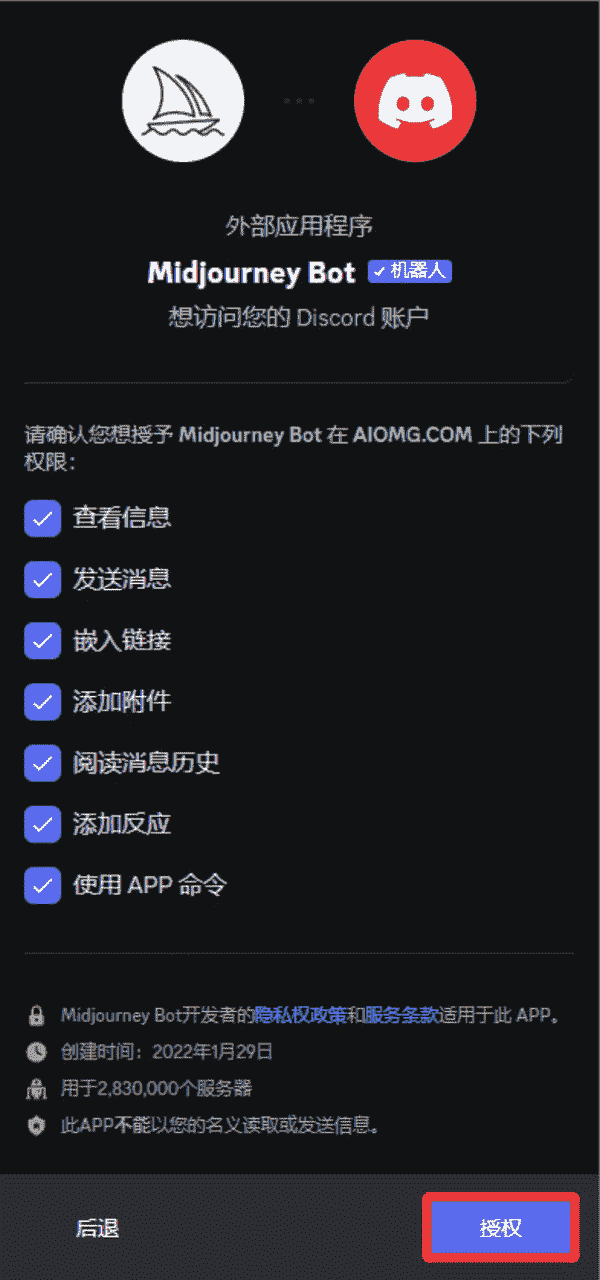 外部应用程序
Midjourney Bot ✓ 机器人
想访问您的 Discord 账户
请确认您想授予 Midjourney Bot 在 AIOMG.COM 上的下列
权限：
查看信息
发送消息
嵌入链接
添加附件
阅读消息历史
添加反应
使用 APP 命令
Midjourney Bot开发者的隐私权政策和服务条款适用于此 APP。
创建时间：2022年1月29日
用于2,830,000个服务器
此APP不能以您的名义读取或发送信息。
后退
授权